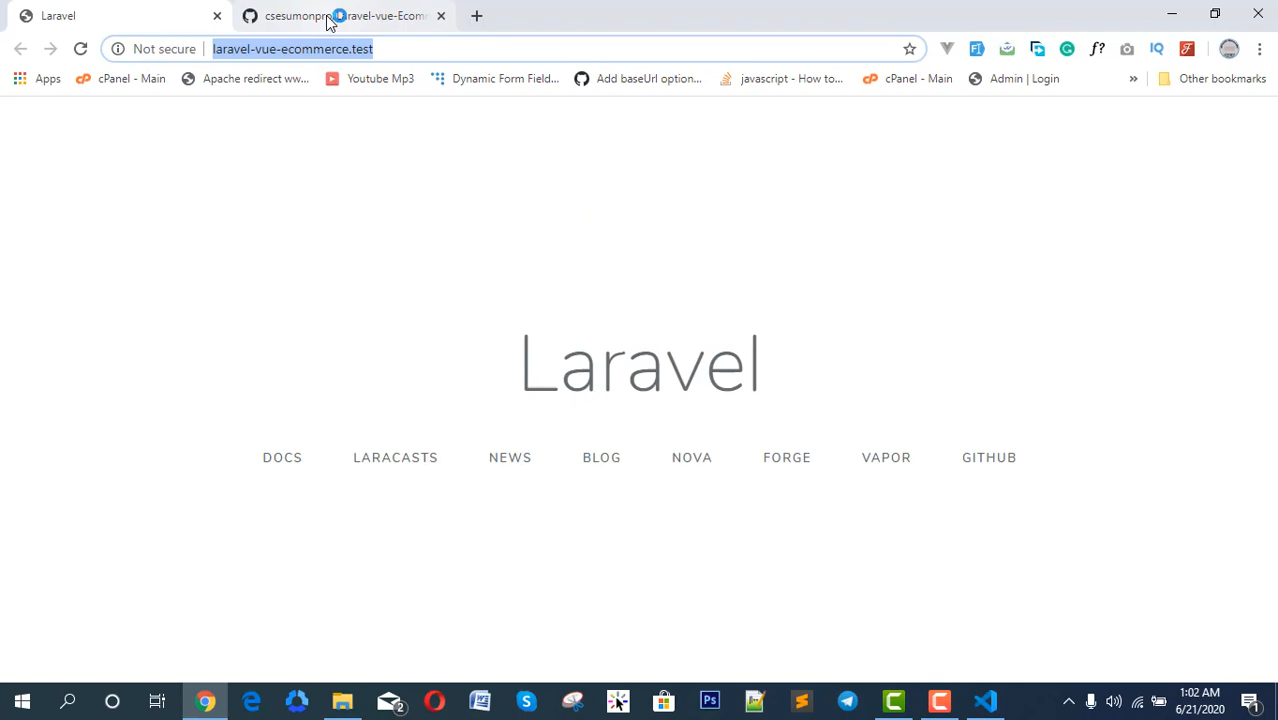 Laravel
csesumonpro Laravel-vue-Ecom
Not secure
laravel-vue-ecommerce.test
Apps
cPanel - Main
Apache redirect ww...
Youtube Mp3
Dynamic Form Field...
Add baseUrl option...
javascript - How to...
cPanel - Main
Admin | Login
»
Other bookmarks
Laravel
DOCS LARACASTS NEWS BLOG NOVA FORGE VAPOR GITHUB
1:02 AM
6/21/2020